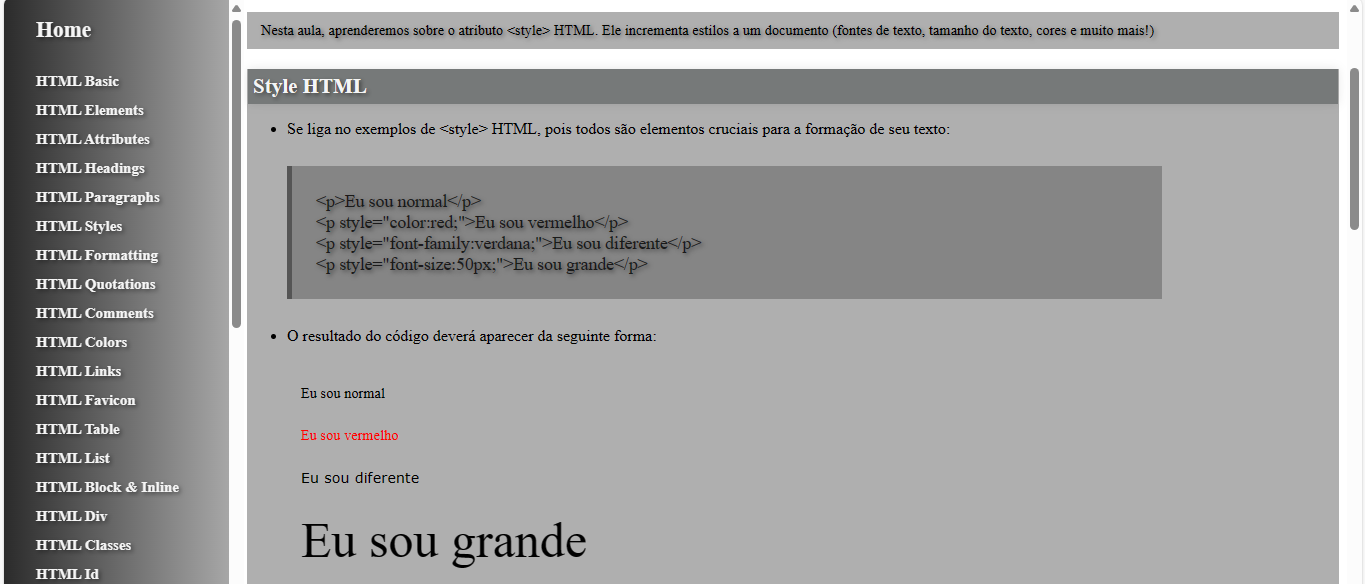 Home
HTML Basic
HTML Elements
HTML Attributes
HTML Headings
HTML Paragraphs
HTML Styles
HTML Formatting
HTML Quotations
HTML Comments
HTML Colors
HTML Links
HTML Favicon
HTML Table
HTML List
HTML Block & Inline
HTML Div
HTML Classes
HTML Id
Nesta aula, aprenderemos sobre o atributo <style> HTML. Ele incrementa estilos a um documento (fontes de texto, tamanho do texto, cores e muito mais!)
Style HTML
• Se liga no exemplos de <style> HTML, pois todos são elementos cruciais para a formação de seu texto:
<p>Eu sou normal</p>
<p style="color:red;">Eu sou vermelho</p>
<p style="font-family:verdana;">Eu sou diferente</p>
<p style="font-size:50px;">Eu sou grande</p>
• O resultado do código deverá aparecer da seguinte forma:
Eu sou normal
Eu sou vermelho
Eu sou diferente
Eu sou grande